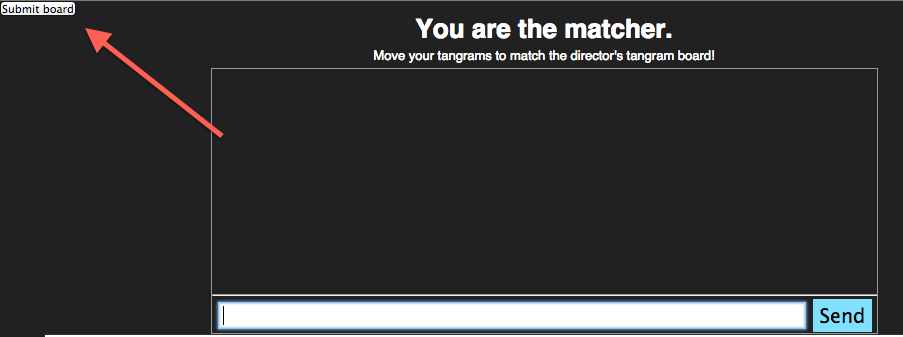 Submit board
You are the matcher.
Move your tangrams to match the director's tangram board!
Send